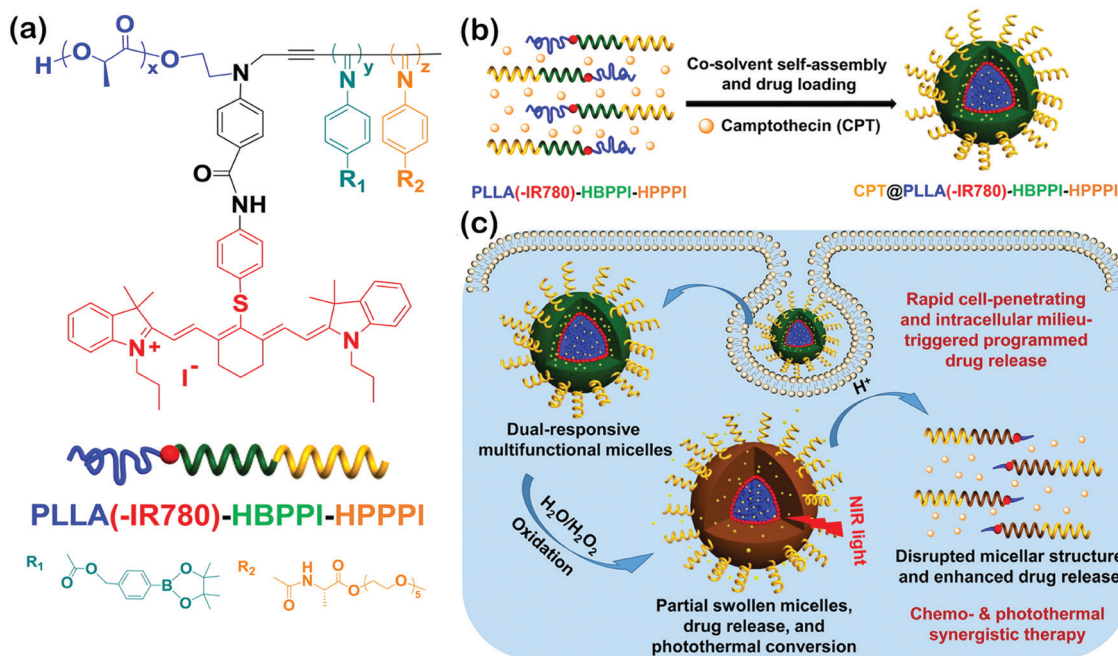 (a)
H
O
O
x
O
N
y
z
N
N
R1
R2
O
NH
S
N+
N
I-
PLLA(-IR780)-HBPPI-HPPPI
R1
O
O
B
O
O
R2
O
H
N
O
O
O
5
(b)
Co-solvent self-assembly
and drug loading
Camptothecin (CPT)
PLLA(-IR780)-HBPPI-HPPPI
CPT@PLLA(-IR780)-HBPPI-HPPPI
(c)
Rapid cell-penetrating
and intracellular milieu-
triggered programmed
drug release
Dual-responsive
multifunctional micelles
H+
H2O/H2O2
Oxidation
NIR light
Partial swollen micelles,
drug release, and
photothermal conversion
Disrupted micellar structure
and enhanced drug release
Chemo- & photothermal
synergistic therapy